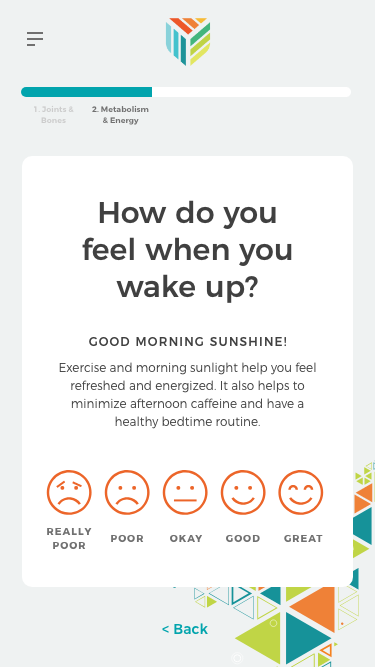 1. Joints & Bones
2. Metabolism & Energy
How do you
feel when you
wake up?
GOOD MORNING SUNSHINE!
Exercise and morning sunlight help you feel
refreshed and energized. It also helps to
minimize afternoon caffeine and have a
healthy bedtime routine.
REALLY POOR
POOR
OKAY
GOOD
GREAT
< Back